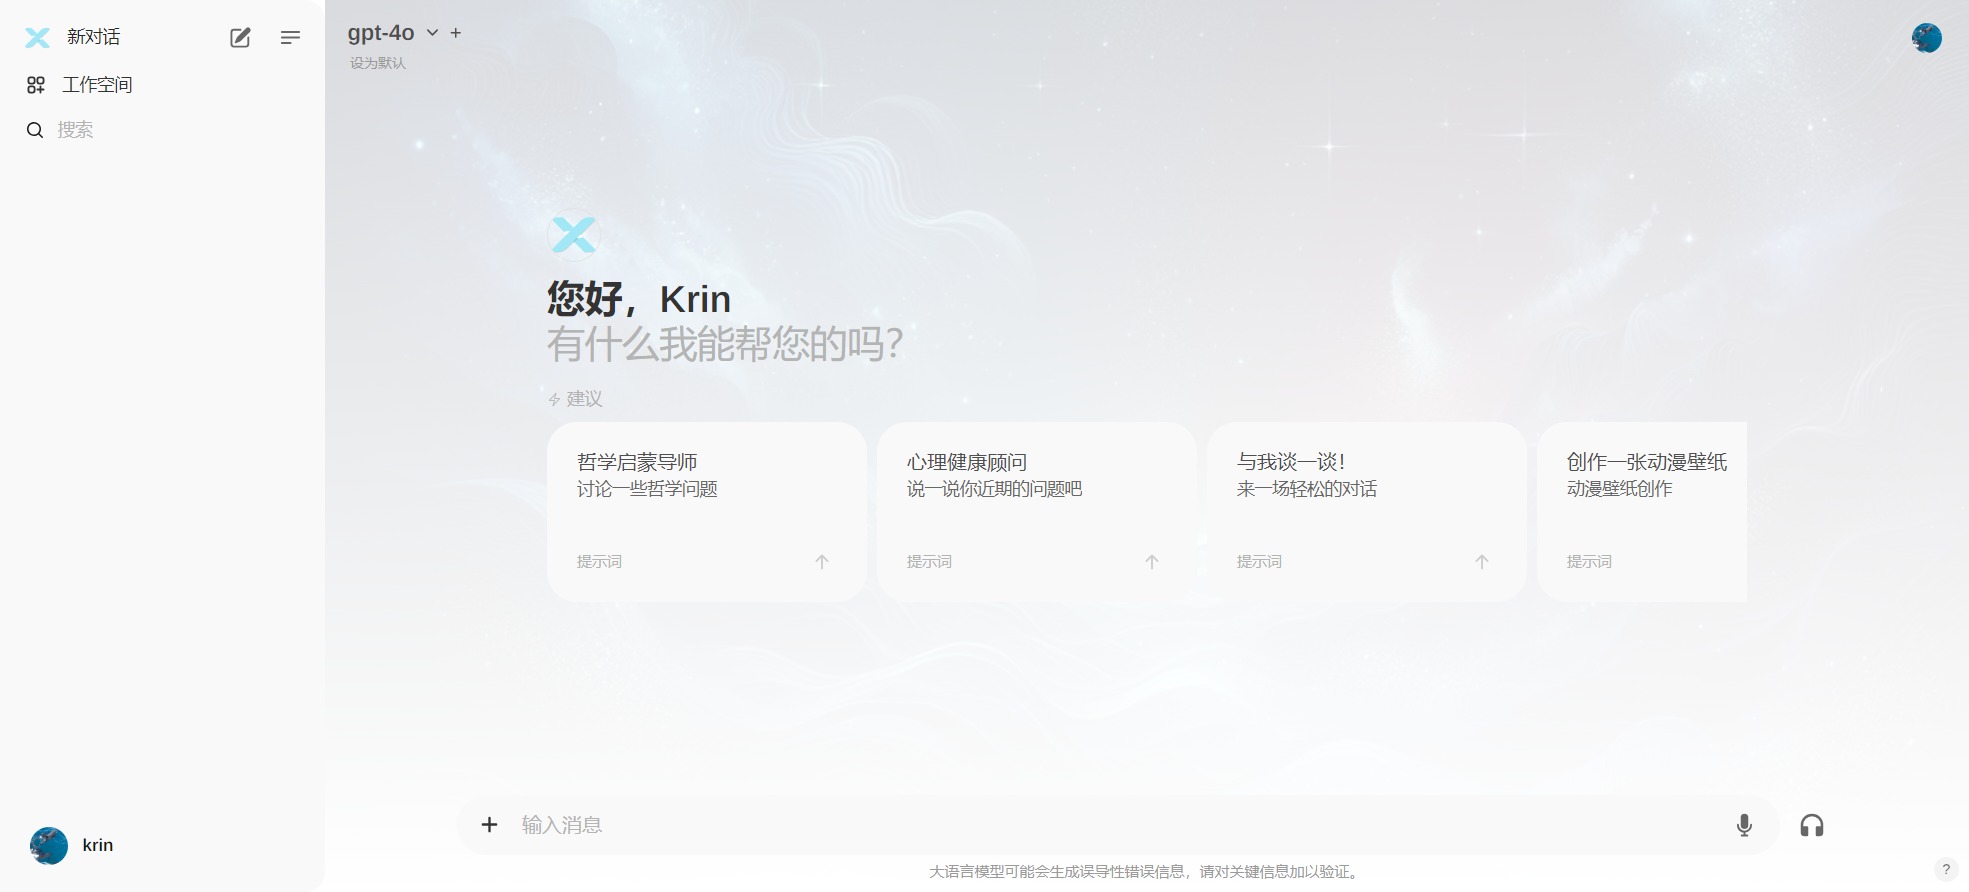 新对话
工作空间
搜索
gpt-4o
设为默认
您好，Krin
有什么我能帮您的吗?
建议
哲学启蒙导师
讨论一些哲学问题
提示词
心理健康顾问
说一说你近期的问题吧
提示词
与我谈一谈！
来一场轻松的对话
提示词
创作一张动漫壁纸
动漫壁纸创作
提示词
输入消息
大语言模型可能会生成误导性错误信息，请对关键信息加以验证。
krin
?